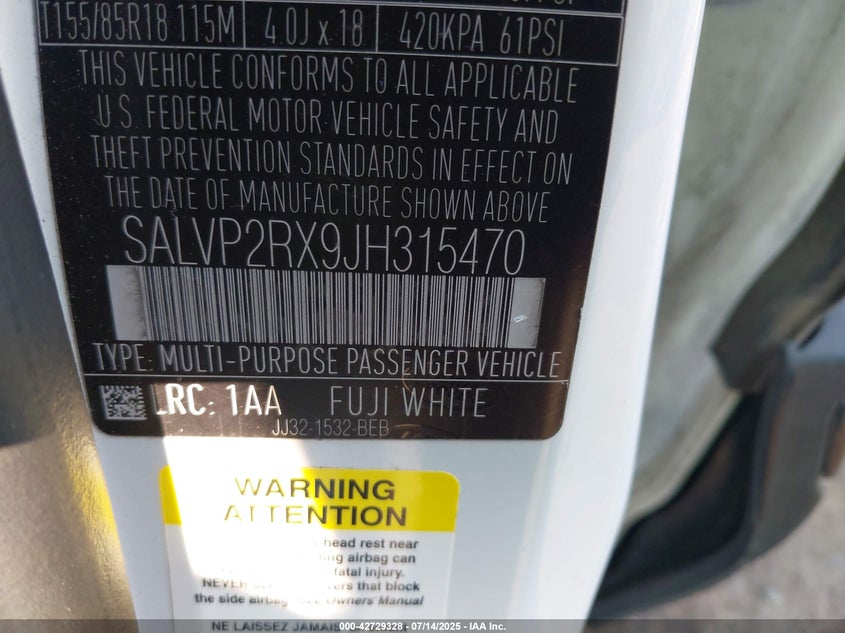 T155/85R18 115M 4.0J x 18 420KPA 61PSI
THIS VEHICLE CONFORMS TO ALL APPLICABLE
U.S. FEDERAL MOTOR VEHICLE SAFETY AND
THEFT PREVENTION STANDARDS IN EFFECT ON
THE DATE OF MANUFACTURE SHOWN ABOVE
SALVP2RX9JH315470
TYPE: MULTI-PURPOSE PASSENGER VEHICLE
LRC: 1AA FUJI WHITE
JJ32-1532-BEB
WARNING
ATTENTION
head rest near
airbag can
fatal injury.
NEVER that block
the side airbag. See Owners' Manual
NE LAISSEZ JAMAIS
000-42729328 - 07/14/2025 - IAA Inc.